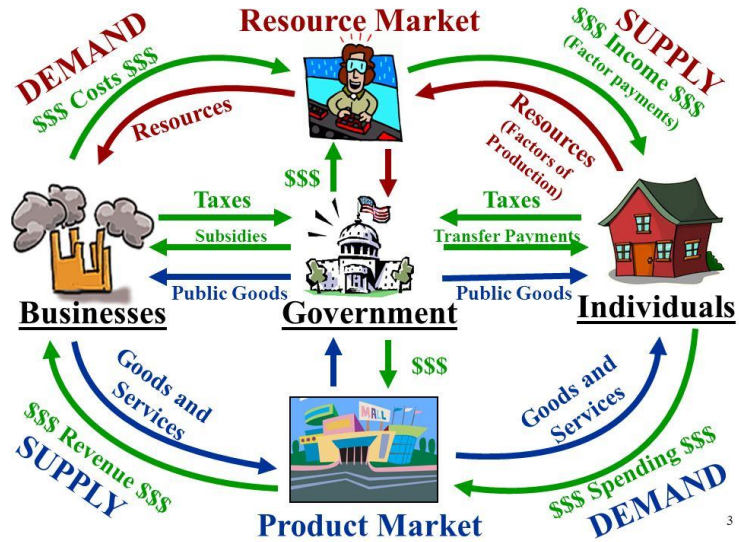 Resource Market
DEMAND
$$$ Costs $$$
Resources
SUPPLY
$$$ Income $$$
(Factor payments)
Resources
(Factors of
Production)
$$$
Taxes
Subsidies
Public Goods
Taxes
Transfer Payments
Public Goods
Businesses
Government
Individuals
$$$
Goods and
Services
$$$ Revenue $$$
SUPPLY
MALL
Goods and
Services
$$$ Spending $$$
DEMAND
Product Market
3